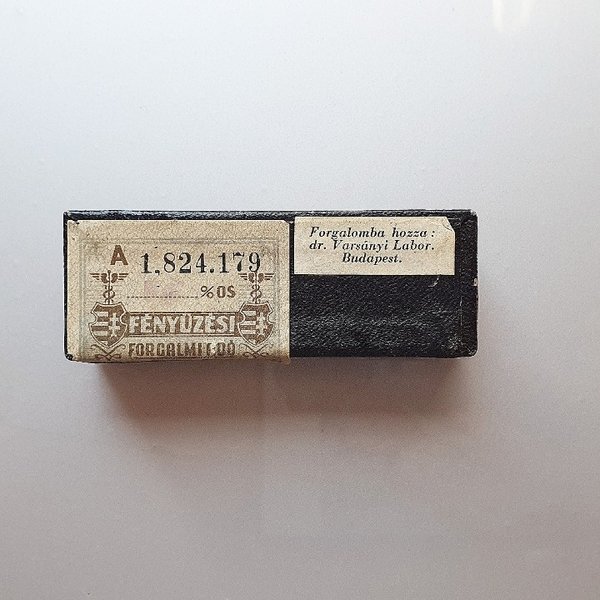 A 1,824.179
%OS
FÉNYŰZÉSI
FORGALMI ADÓ
Forgalomba hozza :
dr. Varsányi Labor.
Budapest.